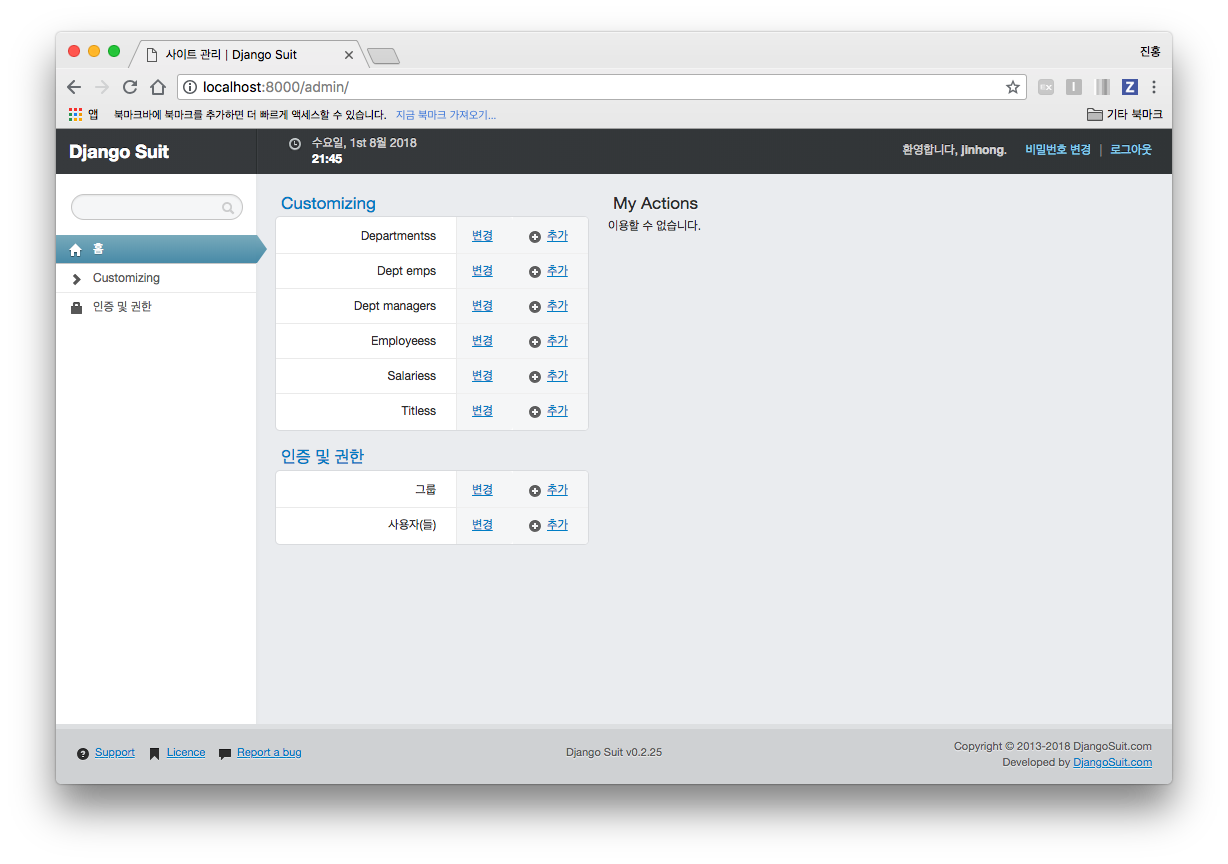 사이트 관리 | Django Suit
진홍
localhost:8000/admin/
EX
I
Z
앱 북마크바에 북마크를 추가하면 더 빠르게 액세스할 수 있습니다. 지금 북마크 가져오기... 기타 북마크
Django Suit
수요일, 1st 8월 2018
21:45
환영합니다, jinhong. 비밀번호 변경 | 로그아웃
홈
Customizing
인증 및 권한
Customizing
Departmentss 변경 추가
Dept emps 변경 추가
Dept managers 변경 추가
Employeess 변경 추가
Salariess 변경 추가
Titless 변경 추가
인증 및 권한
그룹 변경 추가
사용자(들) 변경 추가
My Actions
이용할 수 없습니다.
Support Licence Report a bug
Django Suit v0.2.25
Copyright © 2013-2018 DjangoSuit.com
Developed by DjangoSuit.com